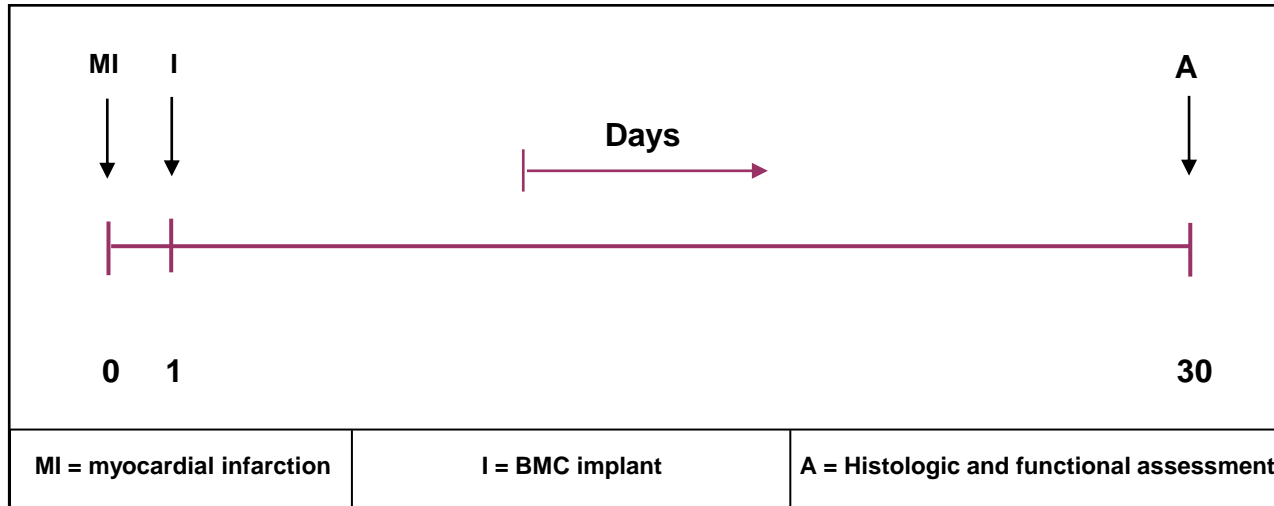 MI I A
Days
0 1 30
MI = myocardial infarction I = BMC implant A = Histologic and functional assessment